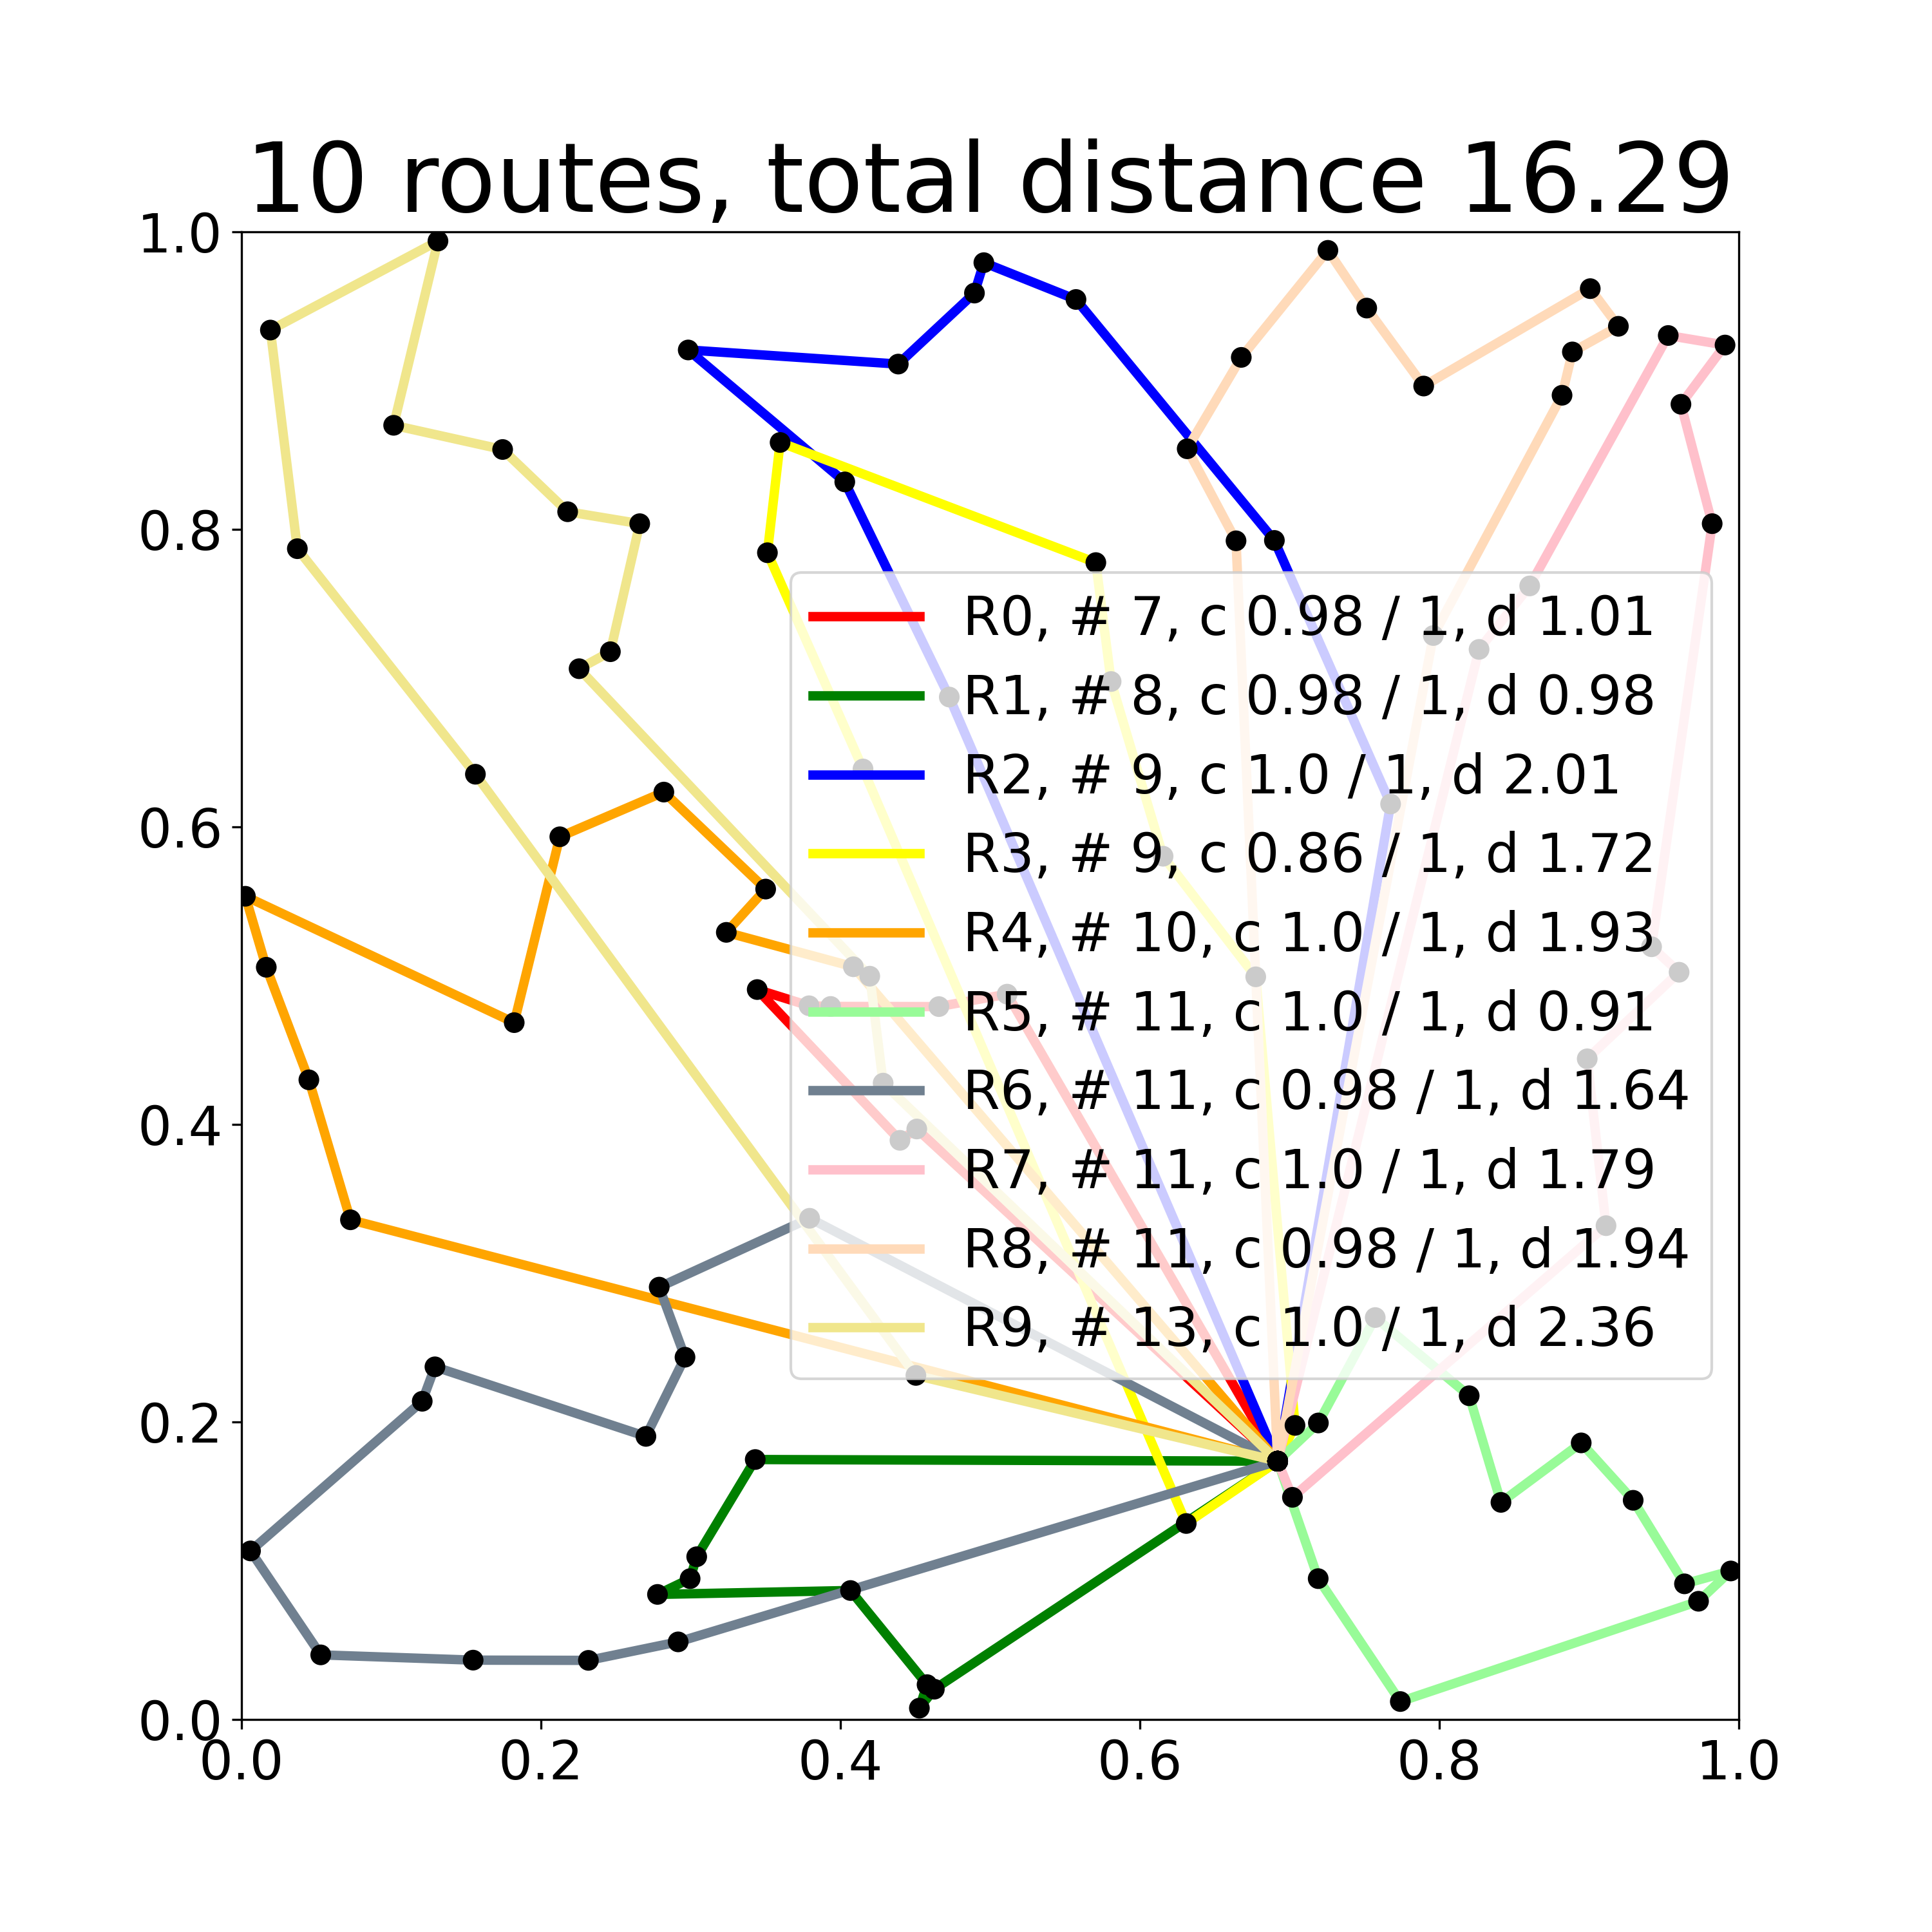 10 routes, total distance 16.29
1.0
0.8
0.6
0.4
0.2
0.0
R0, # 7, c 0.98 / 1, d 1.01
R1, # 8, c 0.98 / 1, d 0.98
R2, # 9, c 1.0 / 1, d 2.01
R3, # 9, c 0.86 / 1, d 1.72
R4, # 10, c 1.0 / 1, d 1.93
R5, # 11, c 1.0 / 1, d 0.91
R6, # 11, c 0.98 / 1, d 1.64
R7, # 11, c 1.0 / 1, d 1.79
R8, # 11, c 0.98 / 1, d 1.94
R9, # 13, c 1.0 / 1, d 2.36
0.0 0.2 0.4 0.6 0.8 1.0